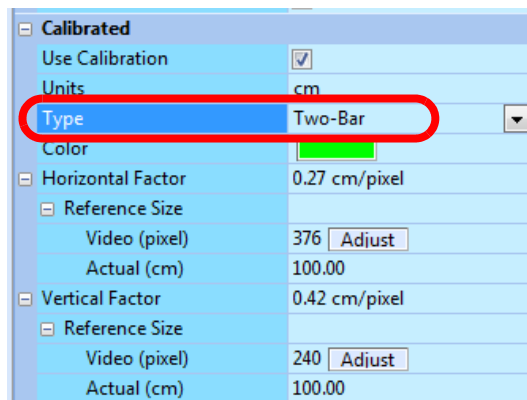 Calibrated
Use Calibration
Units cm
Type Two-Bar
Color
Horizontal Factor 0.27 cm/pixel
Reference Size
Video (pixel) 376 Adjust
Actual (cm) 100.00
Vertical Factor 0.42 cm/pixel
Reference Size
Video (pixel) 240 Adjust
Actual (cm) 100.00